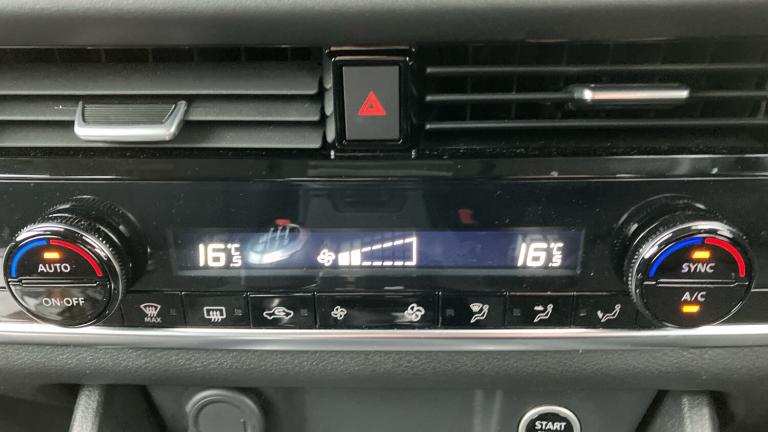 16.5°C
16.5°C
AUTO
ON·OFF
SYNC
A/C
MAX
START